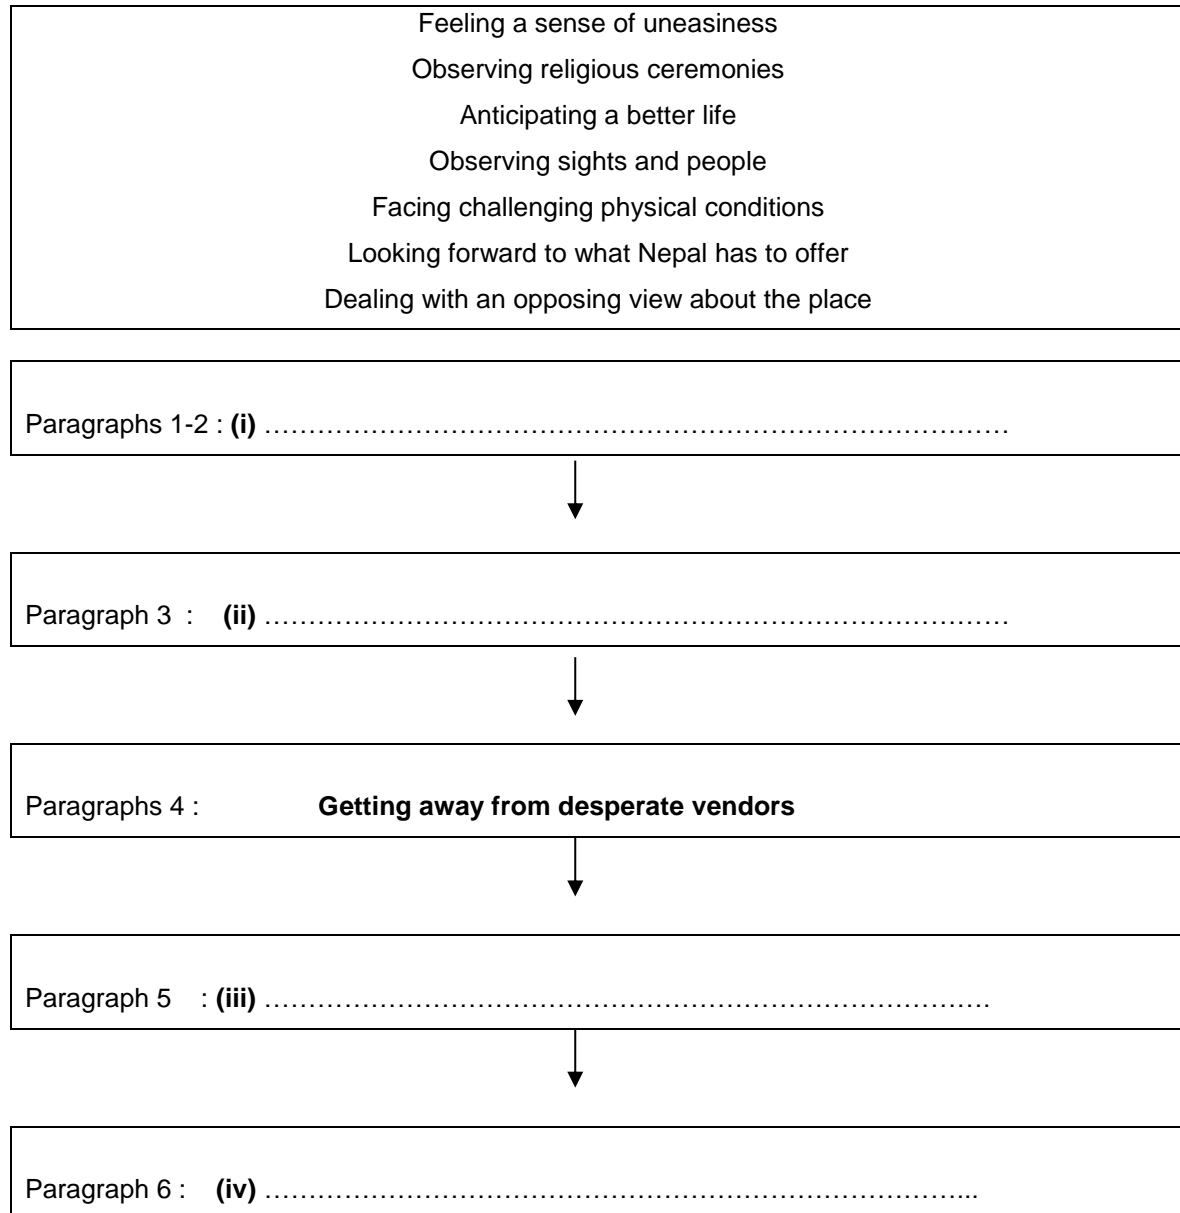 Feeling a sense of uneasiness
Observing religious ceremonies
Anticipating a better life
Observing sights and people
Facing challenging physical conditions
Looking forward to what Nepal has to offer
Dealing with an opposing view about the place
Paragraphs 1-2 : (i) ……………………………………………………………………………
Paragraph 3 : (ii) ……………………………………………………………………………
Paragraphs 4 : Getting away from desperate vendors
Paragraph 5 : (iii) ………………………………………………………………………….
Paragraph 6 : (iv) ………………………………………………………………………...